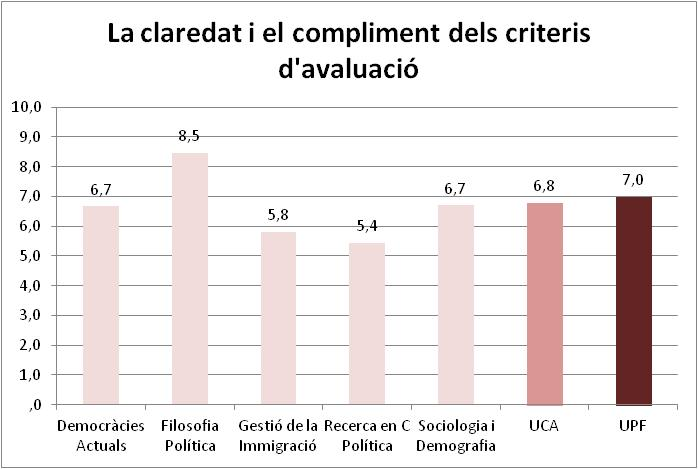 La claredat i el compliment dels criteris
d'avaluació
10,0
9,0
8,0
7,0
6,0
5,0
4,0
3,0
2,0
1,0
,0
6,7
8,5
5,8
5,4
6,7
6,8
7,0
Democràcies
Actuals
Filosofia
Política
Gestió de la
Immigració
Recerca en C
Política
Sociologia i
Demografia
UCA
UPF